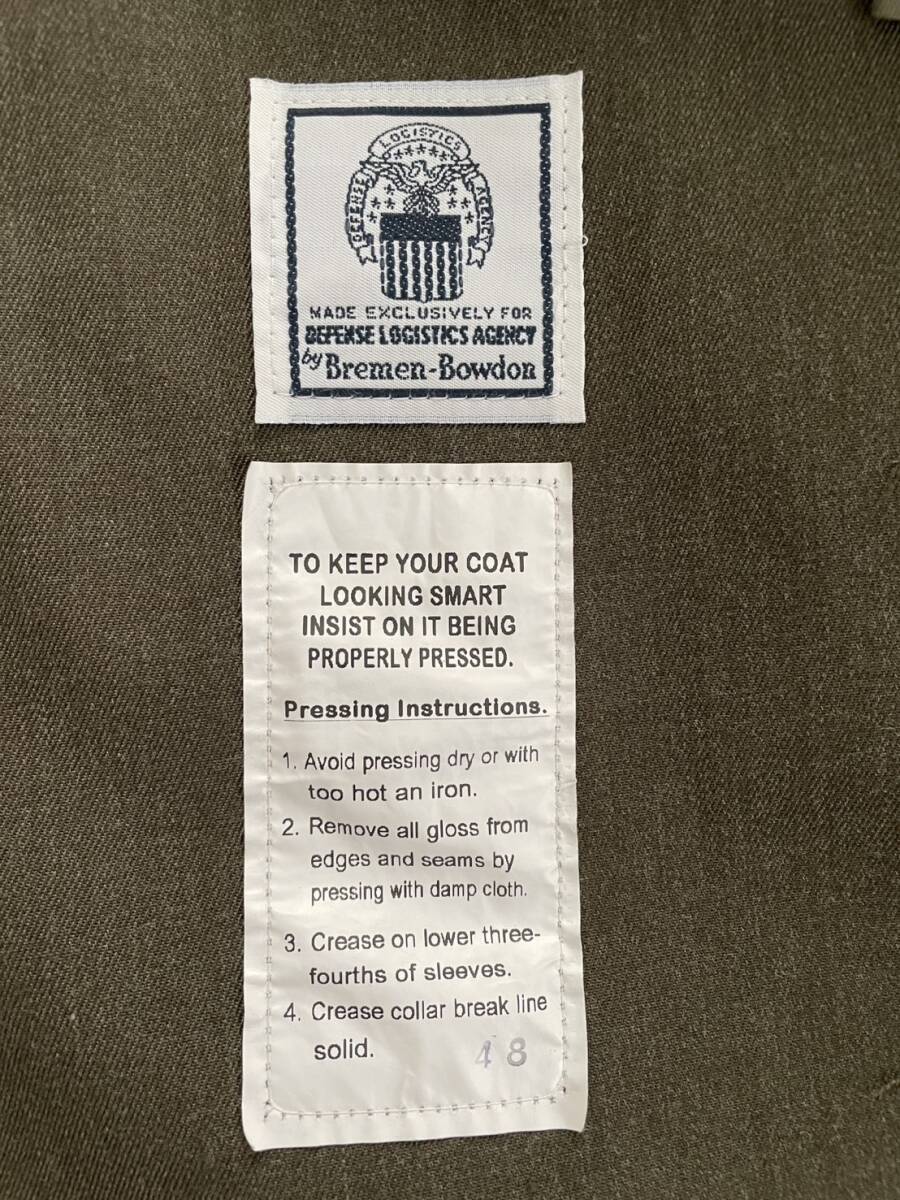 LOGISTICS
DEFENSE
AGENCY
MADE EXCLUSIVELY FOR
DEFENSE LOGISTICS AGENCY
by Bremen-Bowdon
TO KEEP YOUR COAT
LOOKING SMART
INSIST ON IT BEING
PROPERLY PRESSED.
Pressing Instructions.
1. Avoid pressing dry or with
too hot an iron.
2. Remove all gloss from
edges and seams by
pressing with damp cloth.
3. Crease on lower three-
fourths of sleeves.
4. Crease collar break line
solid.
48